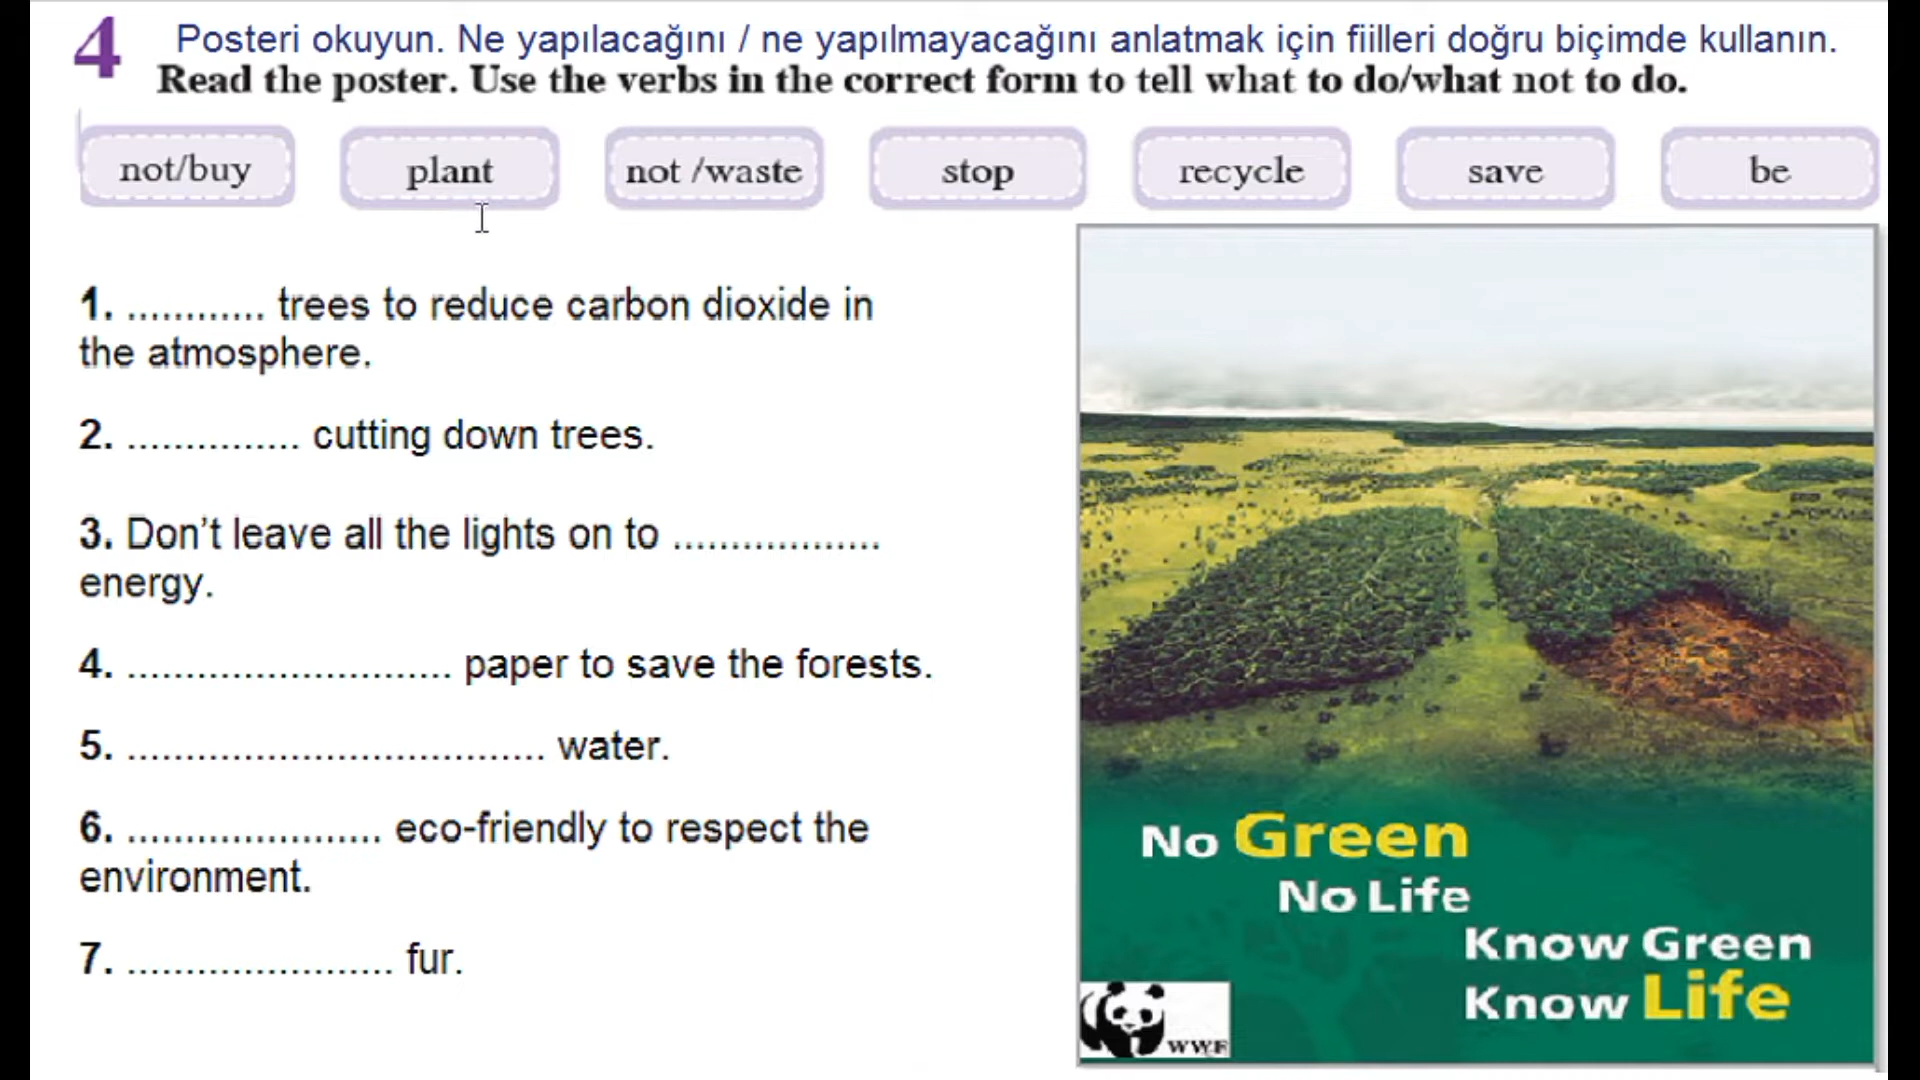 4 Posteri okuyun. Ne yapılacağını / ne yapılmayacağını anlatmak için fiilleri doğru biçimde kullanın.
Read the poster. Use the verbs in the correct form to tell what to do/what not to do.
not/buy plant not /waste stop recycle save be
1. ............ trees to reduce carbon dioxide in
the atmosphere.
2. ............... cutting down trees.
3. Don’t leave all the lights on to ..................
energy.
4. ............................ paper to save the forests.
5. .................................... water.
6. ...................... eco-friendly to respect the
environment.
7. ....................... fur.
No Green
No Life
Know Green
Know Life
WWF